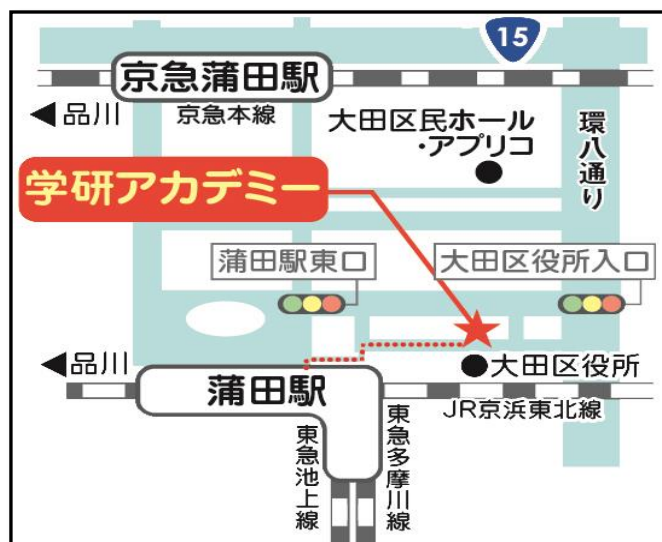 15
京急蒲田駅
◀品川
京急本線
大田区民ホール
・アプリコ
環八通り
学研アカデミー
蒲田駅東口
大田区役所入口
◀品川
蒲田駅
大田区役所
JR京浜東北線
東急池上線
東急多摩川線